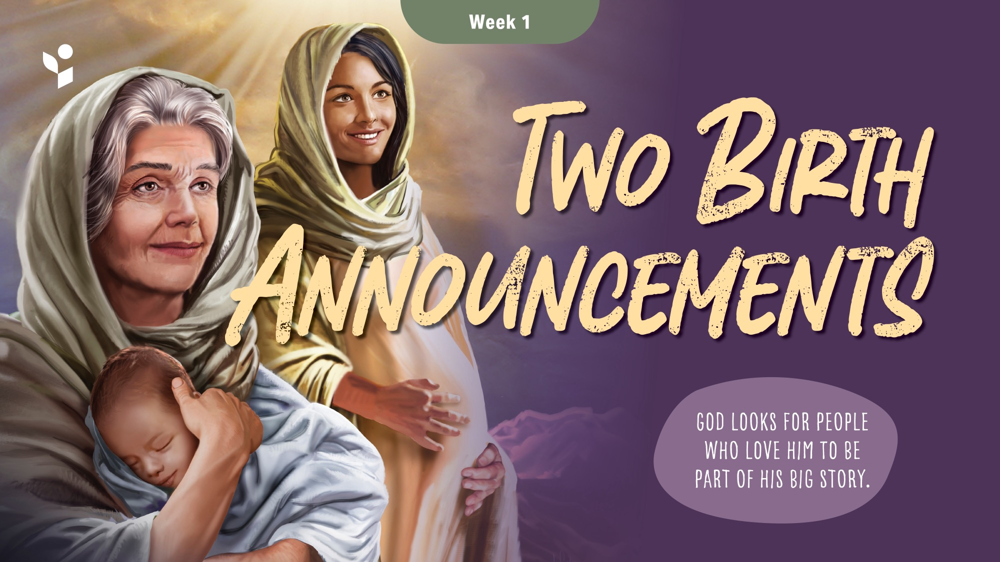 Week 1
Two Birth
Announcements
GOD LOOKS FOR PEOPLE
WHO LOVE HIM TO BE
PART OF HIS BIG STORY.